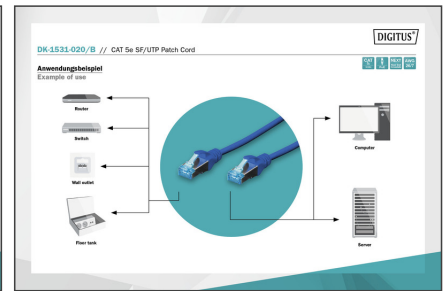 DIGITUS®
DK-1531-020/B // CAT 5e SF/UTP Patch Cord
Anwendungsbeispiel
Example of use
Router
Switch
Wall outlet
Floor tank
Computer
Server